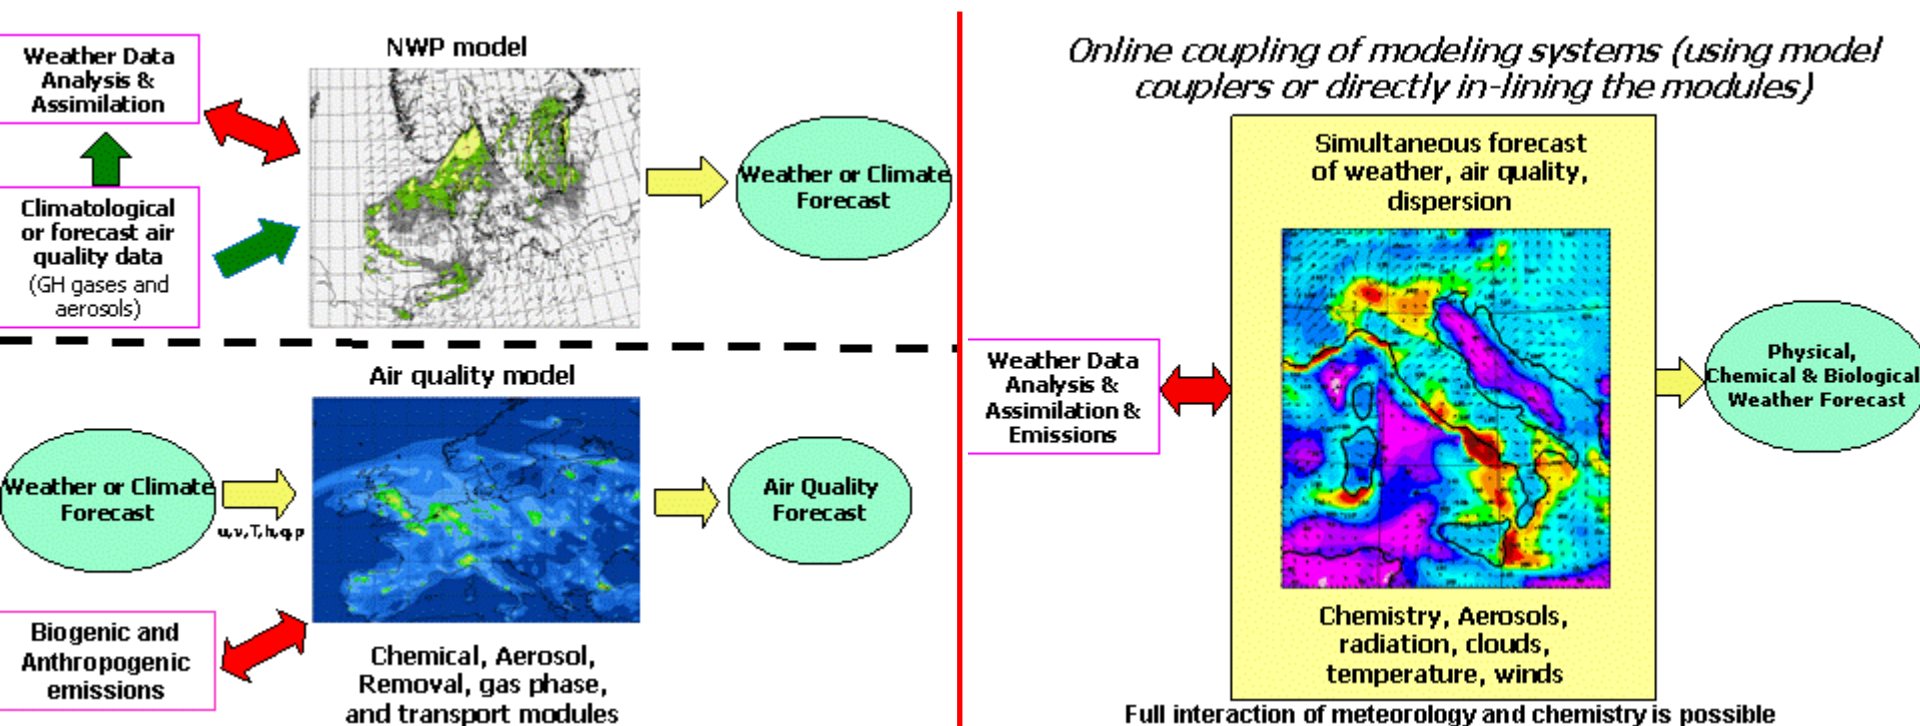 Weather Data
Analysis &
Assimilation
NWP model
Climatological
or forecast air
quality data
(GH gases and
aerosols)
Weather or Climate
Forecast
Air quality model
Weather or Climate
Forecast
u,v,T,h,q,p
Air Quality
Forecast
Biogenic and
Anthropogenic
emissions
Chemical, Aerosol,
Removal, gas phase,
and transport modules
Online coupling of modeling systems (using model
couplers or directly in-lining the modules)
Simultaneous forecast
of weather, air quality,
dispersion
Weather Data
Analysis &
Assimilation &
Emissions
Physical,
Chemical & Biological
Weather Forecast
Chemistry, Aerosols,
radiation, clouds,
temperature, winds
Full interaction of meteorology and chemistry is possible